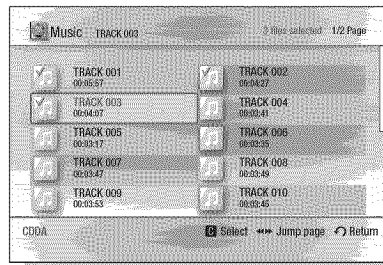 Music TRACK 003 3 files selected 1/2 Page
TRACK 001 TRACK 002
00:05:57 00:04:27
TRACK 003 TRACK 004
00:04:07 00:03:41
TRACK 005 TRACK 006
00:03:17 00:03:35
TRACK 007 TRACK 008
00:03:47 00:03:49
TRACK 009 TRACK 010
00:03:53 00:03:45
CDDA C Select Jump page Return